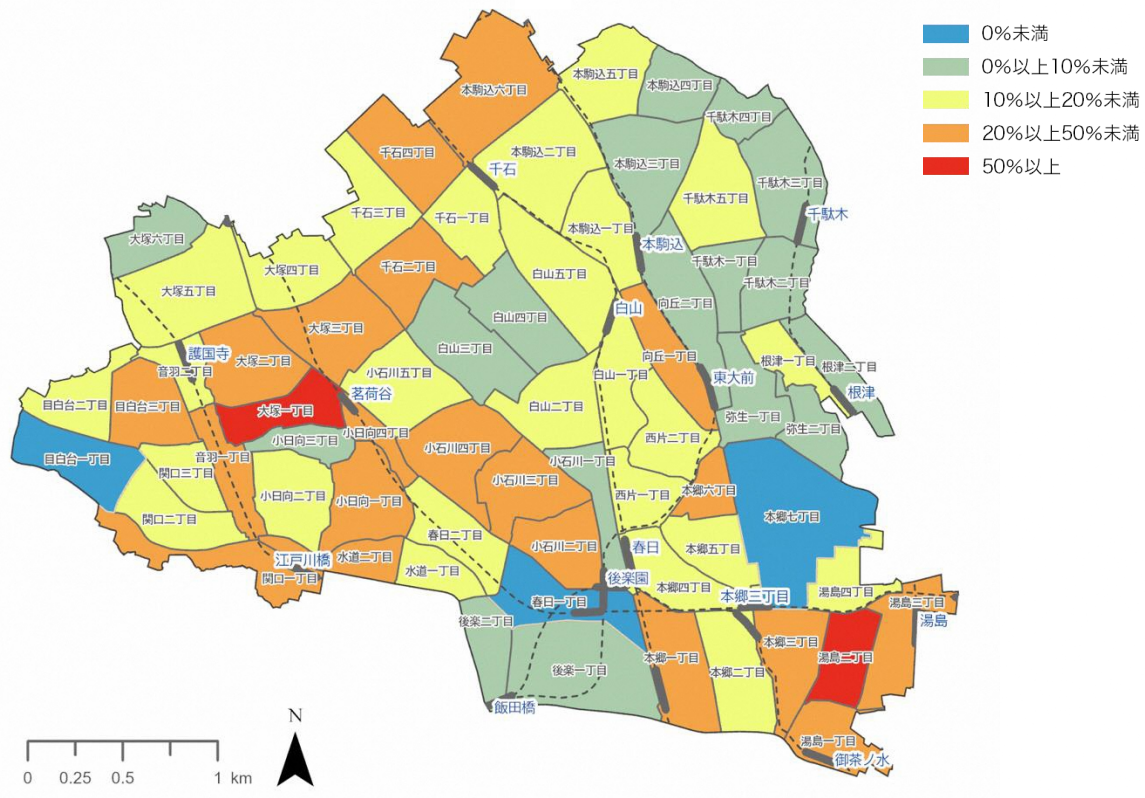 0%未満
0%以上10%未満
10%以上20%未満
20%以上50%未満
50%以上
本駒込六丁目
本駒込五丁目
本駒込四丁目
千駄木四丁目
千石四丁目
本駒込二丁目
本駒込三丁目
千石
千駄木三丁目
千駄木五丁目
千石三丁目
千石一丁目
千駄木
本駒込一丁目
大塚六丁目
本駒込
千駄木一丁目
大塚四丁目
千石二丁目
白山五丁目
千駄木二丁目
大塚五丁目
向丘二丁目
白山
白山四丁目
大塚三丁目
白山三丁目
護国寺
大塚二丁目
向丘一丁目
根津一丁目
根津二丁目
音羽二丁目
小石川五丁目
白山一丁目
東大前
根津
茗荷谷
目白台二丁目
目白台三丁目
大塚一丁目
白山二丁目
弥生一丁目
弥生二丁目
小日向四丁目
小日向三丁目
西片二丁目
小石川四丁目
目白台一丁目
音羽一丁目
小石川一丁目
関口三丁目
小石川三丁目
本郷六丁目
小日向二丁目
小日向一丁目
西片一丁目
関口二丁目
本郷七丁目
春日二丁目
小石川二丁目
春日
本郷五丁目
江戸川橋
水道二丁目
水道一丁目
関口一丁目
後楽園
本郷四丁目
本郷三丁目
湯島四丁目
春日一丁目
湯島三丁目
後楽二丁目
湯島
本郷三丁目
後楽一丁目
本郷一丁目
本郷二丁目
湯島二丁目
飯田橋
湯島一丁目
御茶ノ水
N
0 0.25 0.5 1 km